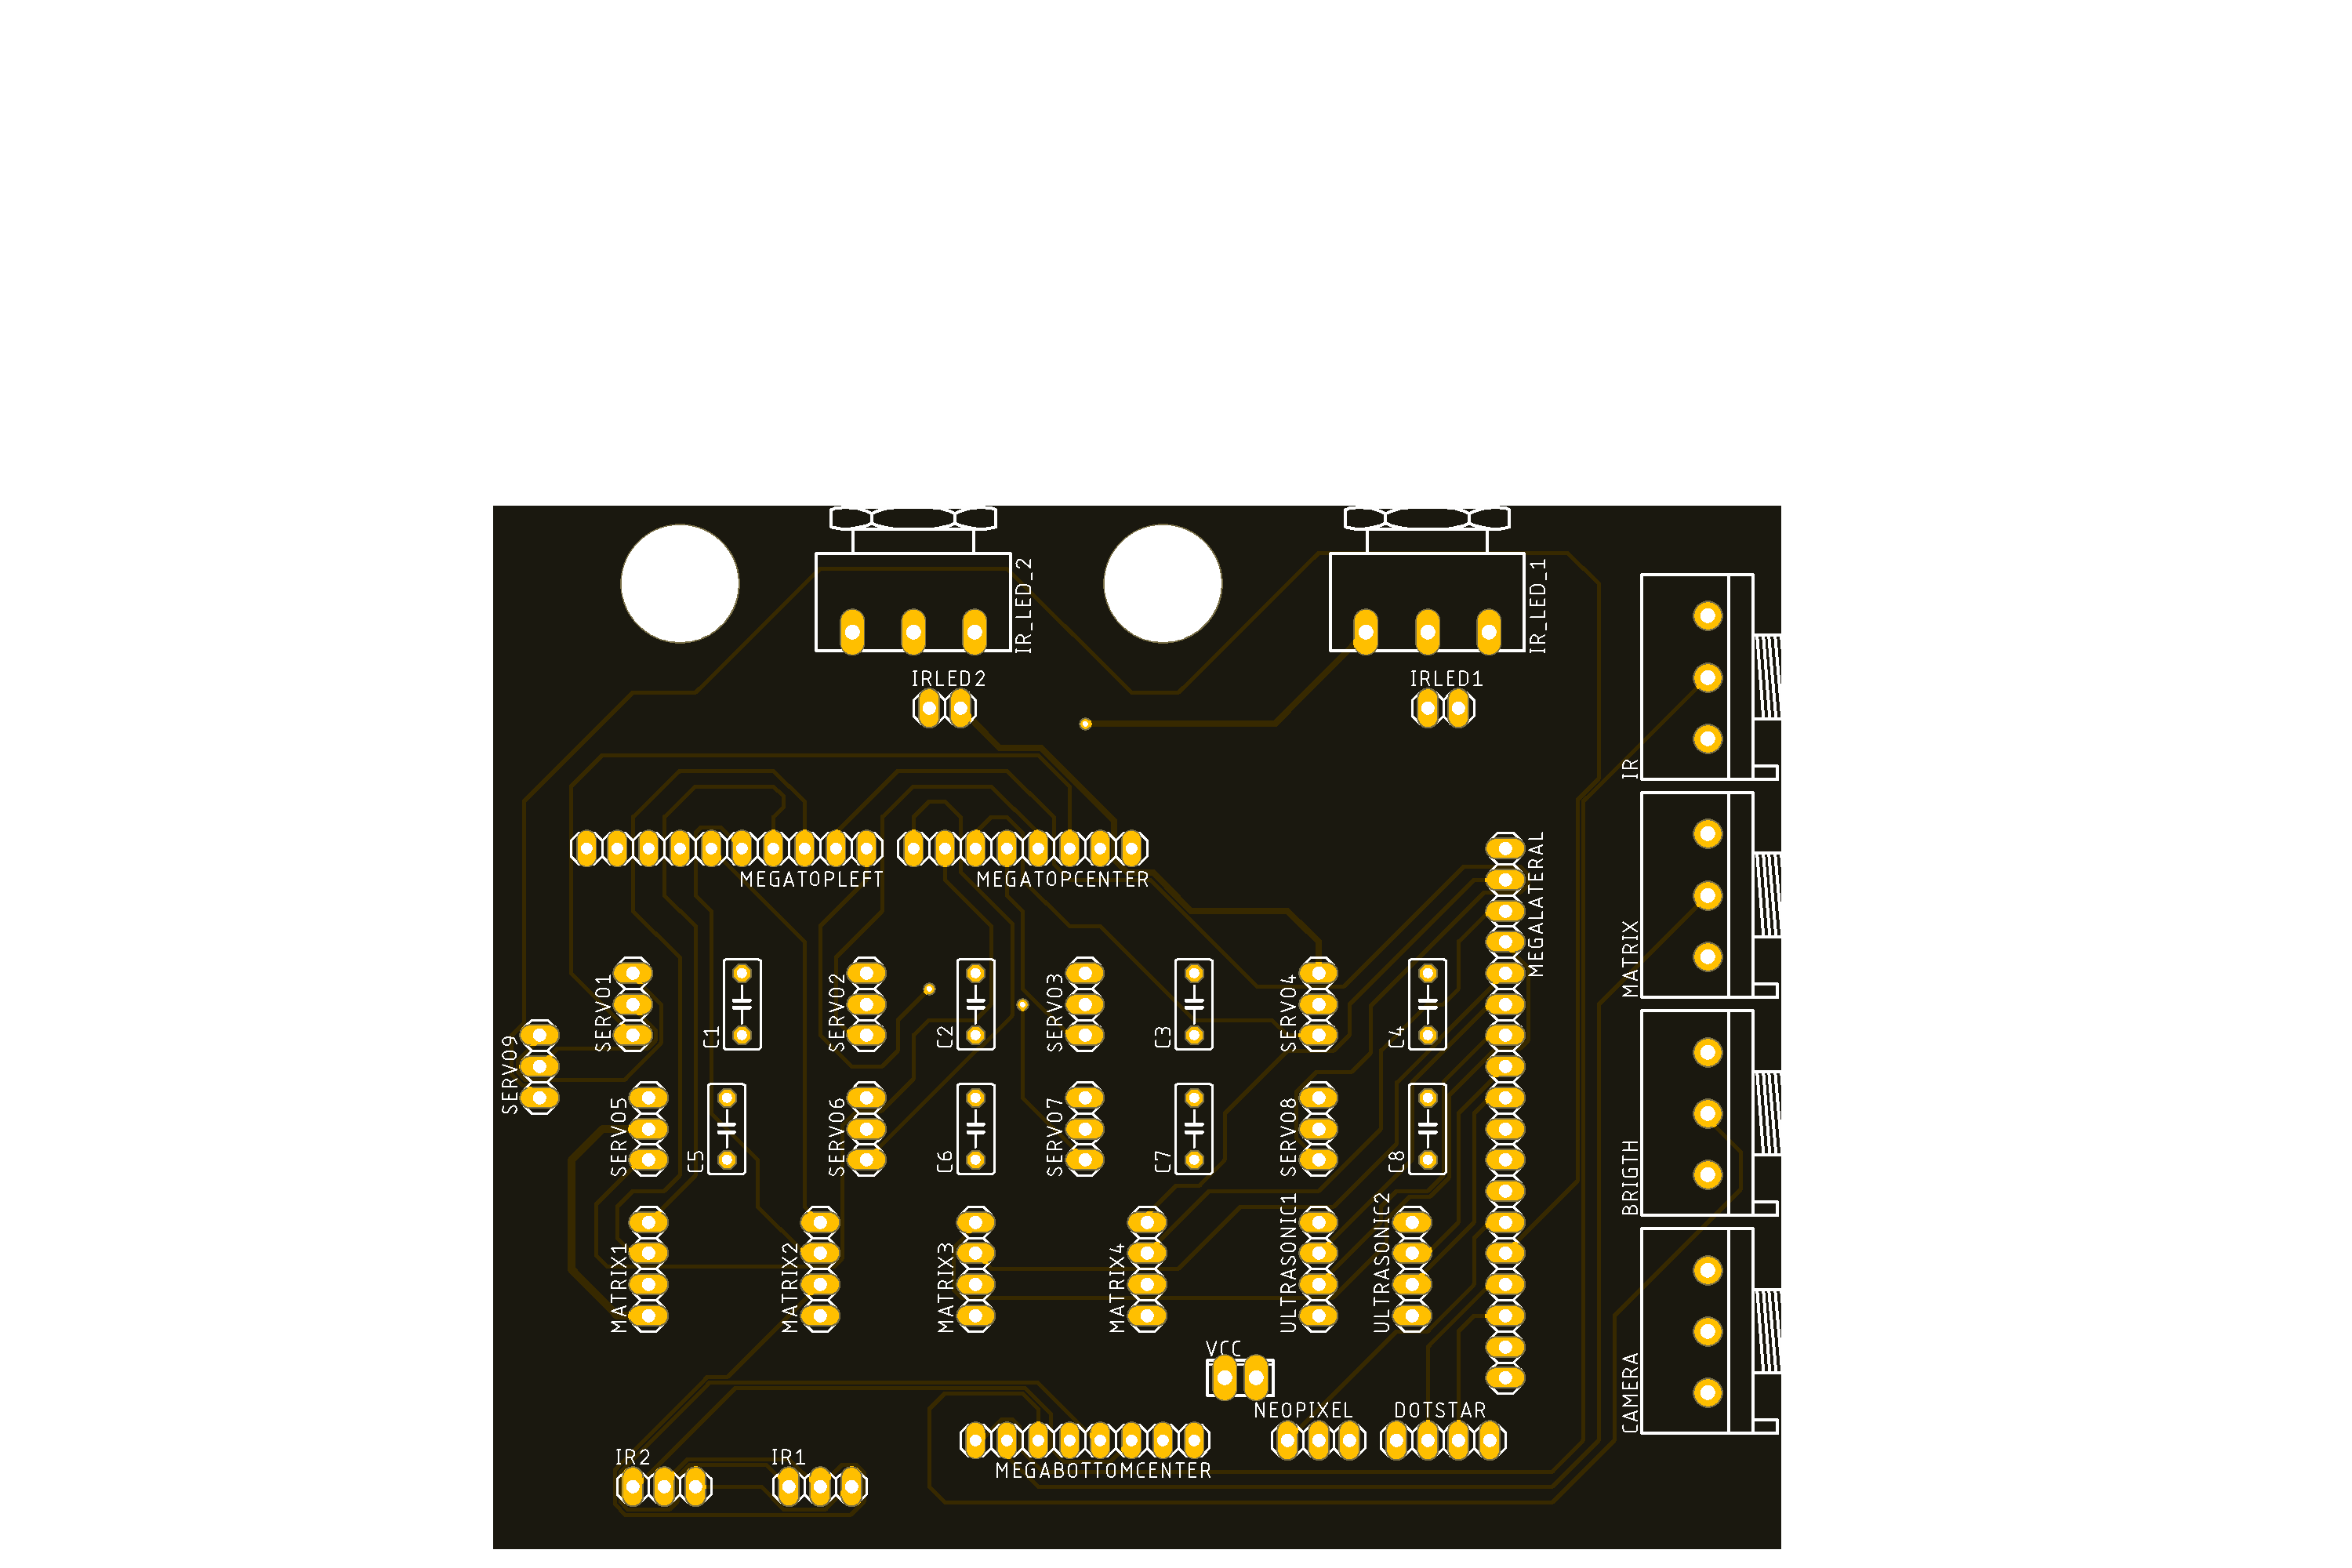 IR_LED_2
IR_LED_1
IRLED2
IRLED1
IR
MEGATOPLEFT
MEGATOPCENTER
MEGALATERAL
MATRIX
SERVO1
C1
SERVO2
C2
SERVO3
C3
SERVO4
C4
SERVO9
SERVO5
C5
SERVO6
C6
SERVO7
C7
SERVO8
C8
BRIGTH
MATRIX1
MATRIX2
MATRIX3
MATRIX4
ULTRASONIC1
ULTRASONIC2
VCC
CAMERA
NEOPIXEL
DOTSTAR
IR2
IR1
MEGABOTTOMCENTER